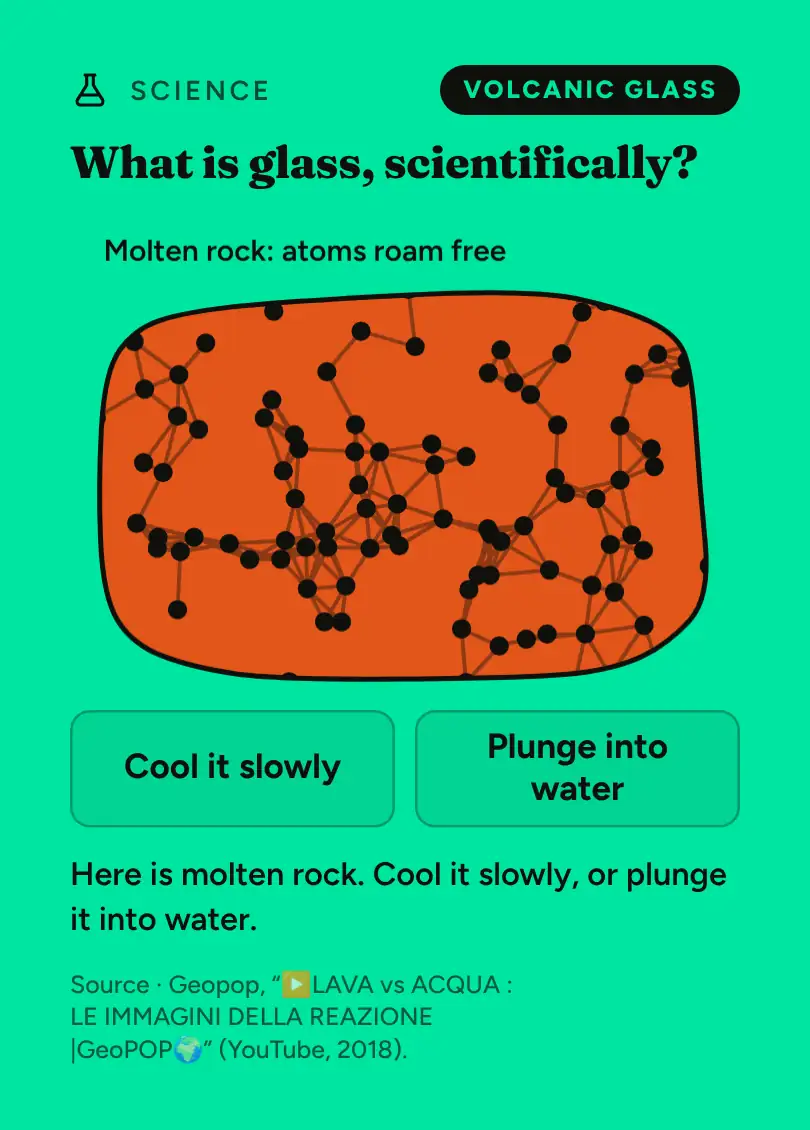 SCIENCE
VOLCANIC GLASS
What is glass, scientifically?
Molten rock: atoms roam free
Cool it slowly
Plunge into
water
Here is molten rock. Cool it slowly, or plunge
it into water.
Source · Geopop, “▶️LAVA vs ACQUA :
LE IMMAGINI DELLA REAZIONE
|GeoPOP🌍” (YouTube, 2018).